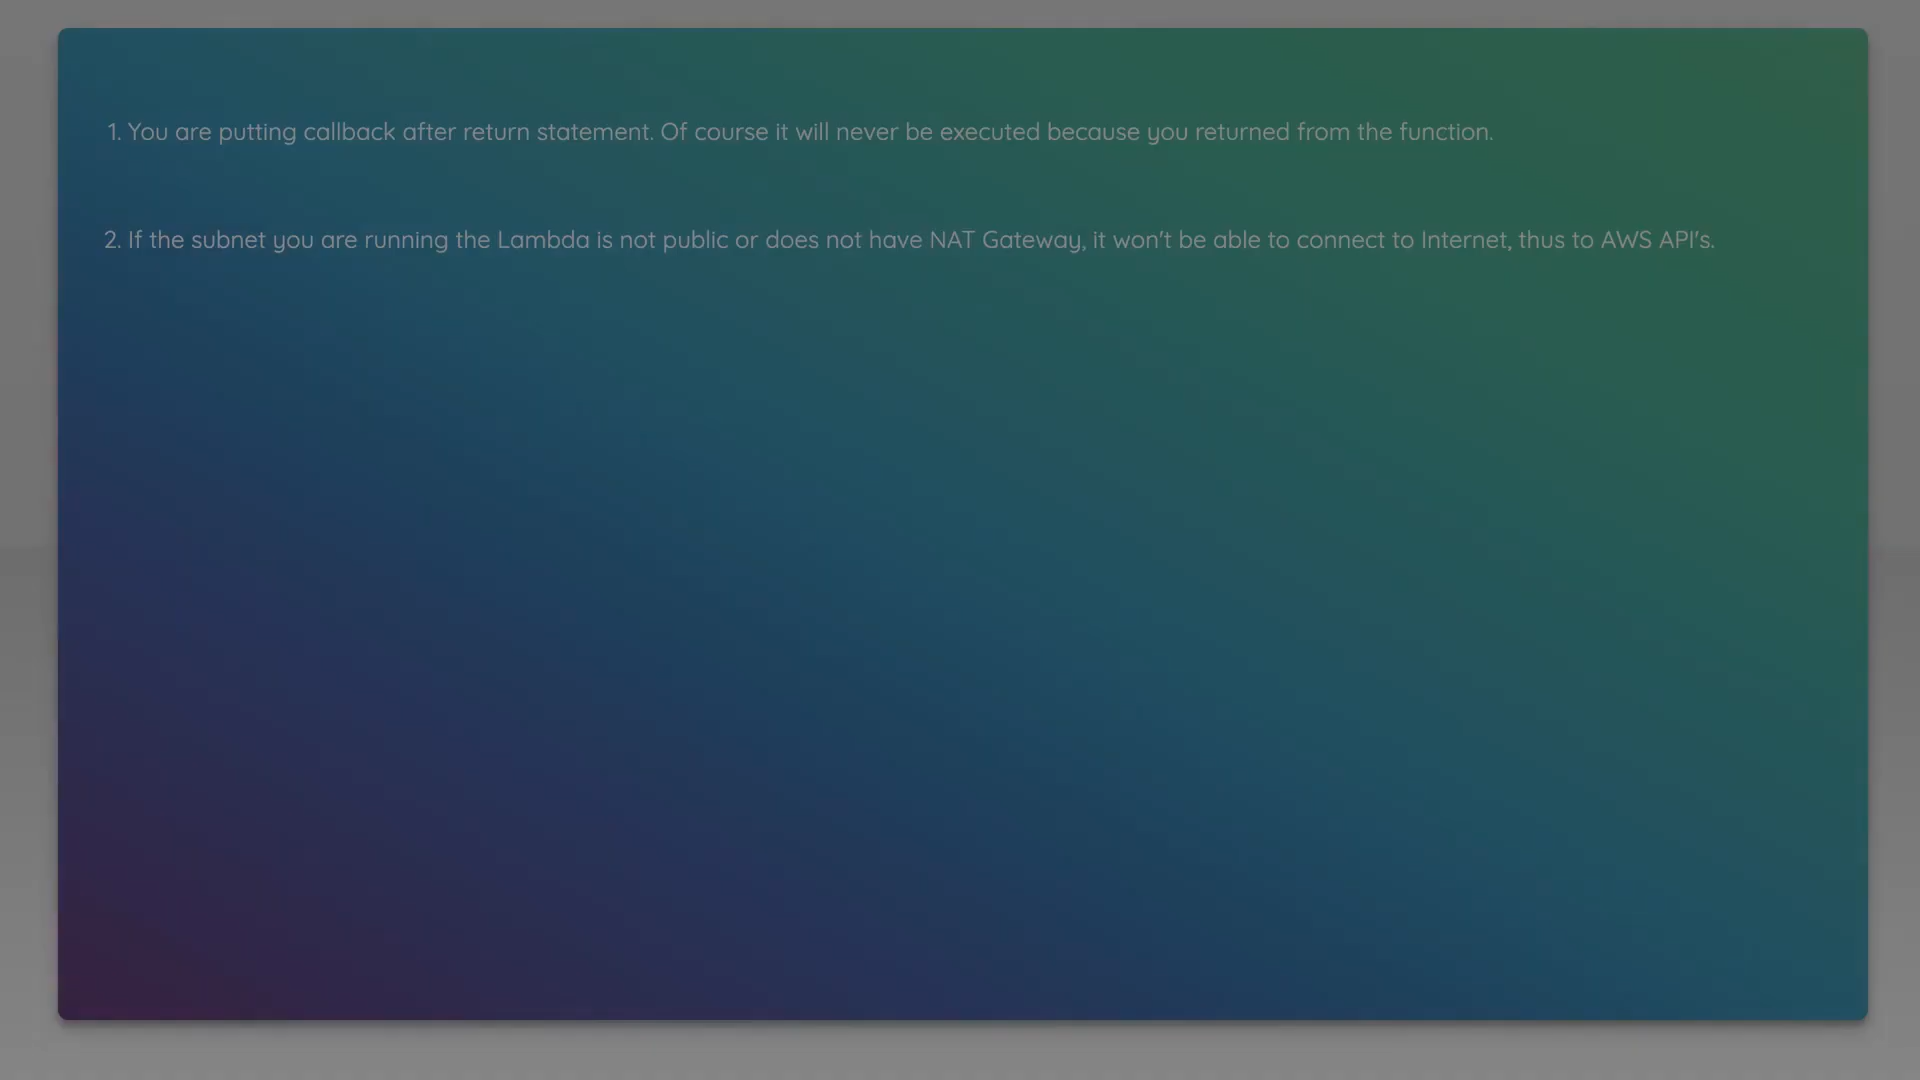 1. You are putting callback after return statement. Of course it will never be executed because you returned from the function.
2. If the subnet you are running the Lambda is not public or does not have NAT Gateway, it won't be able to connect to Internet, thus to AWS API's.